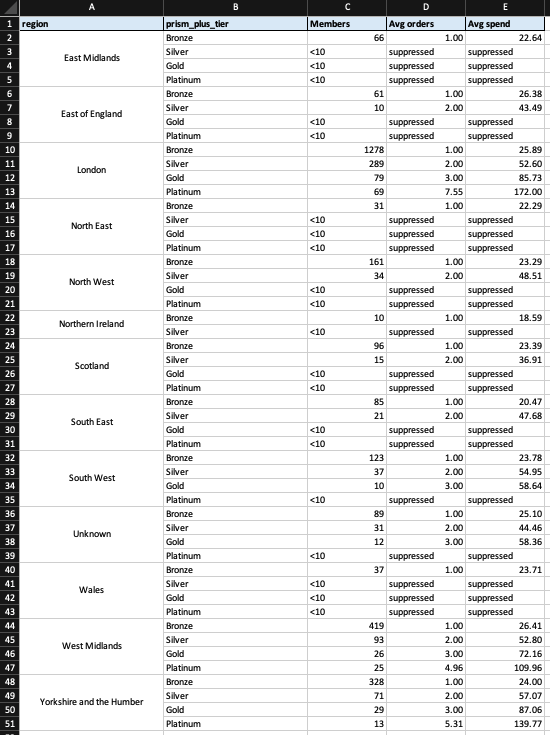 A B C D E
1 region prism_plus_tier Members Avg orders Avg spend
2 Bronze 66 1.00 22.64
3 Silver <10 suppressed suppressed
East Midlands
4 Gold <10 suppressed suppressed
5 Platinum <10 suppressed suppressed
6 Bronze 61 1.00 26.38
7 Silver 10 2.00 43.49
East of England
8 Gold <10 suppressed suppressed
9 Platinum <10 suppressed suppressed
10 Bronze 1278 1.00 25.89
11 Silver 289 2.00 52.60
London
12 Gold 79 3.00 85.73
13 Platinum 69 7.55 172.00
14 Bronze 31 1.00 22.29
15 Silver <10 suppressed suppressed
North East
16 Gold <10 suppressed suppressed
17 Platinum <10 suppressed suppressed
18 Bronze 161 1.00 23.29
19 Silver 34 2.00 48.51
North West
20 Gold <10 suppressed suppressed
21 Platinum <10 suppressed suppressed
22 Bronze 10 1.00 18.59
Northern Ireland
23 Silver <10 suppressed suppressed
24 Bronze 96 1.00 23.39
25 Silver 15 2.00 36.91
Scotland
26 Gold <10 suppressed suppressed
27 Platinum <10 suppressed suppressed
28 Bronze 85 1.00 20.47
29 Silver 21 2.00 47.68
South East
30 Gold <10 suppressed suppressed
31 Platinum <10 suppressed suppressed
32 Bronze 123 1.00 23.78
33 Silver 37 2.00 54.95
South West
34 Gold 10 3.00 58.64
35 Platinum <10 suppressed suppressed
36 Bronze 89 1.00 25.10
37 Silver 31 2.00 44.46
Unknown
38 Gold 12 3.00 58.36
39 Platinum <10 suppressed suppressed
40 Bronze 37 1.00 23.71
41 Silver <10 suppressed suppressed
Wales
42 Gold <10 suppressed suppressed
43 Platinum <10 suppressed suppressed
44 Bronze 419 1.00 26.41
45 Silver 93 2.00 52.80
West Midlands
46 Gold 26 3.00 72.16
47 Platinum 25 4.96 109.96
48 Bronze 328 1.00 24.00
49 Silver 71 2.00 57.07
Yorkshire and the Humber
50 Gold 29 3.00 87.06
51 Platinum 13 5.31 139.77